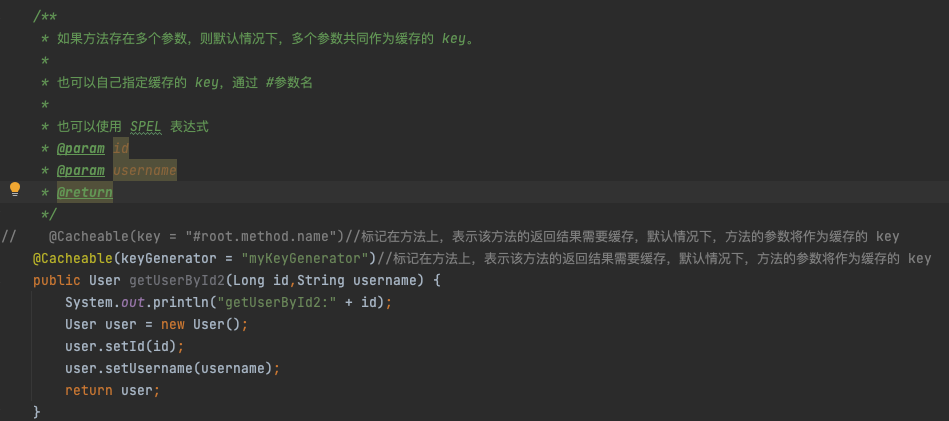 /**
 * 如果方法存在多个参数，则默认情况下，多个参数共同作为缓存的 key。
 *
 * 也可以自己指定缓存的 key，通过 #参数名
 *
 * 也可以使用 SPEL 表达式
 * @param id
 * @param username
 * @return
 */
//    @Cacheable(key = "#root.method.name")//标记在方法上，表示该方法的返回结果需要缓存，默认情况下，方法的参数将作为缓存的 key
@Cacheable(keyGenerator = "myKeyGenerator")//标记在方法上，表示该方法的返回结果需要缓存，默认情况下，方法的参数将作为缓存的 key
public User getUserById2(Long id,String username) {
    System.out.println("getUserById2:" + id);
    User user = new User();
    user.setId(id);
    user.setUsername(username);
    return user;
}